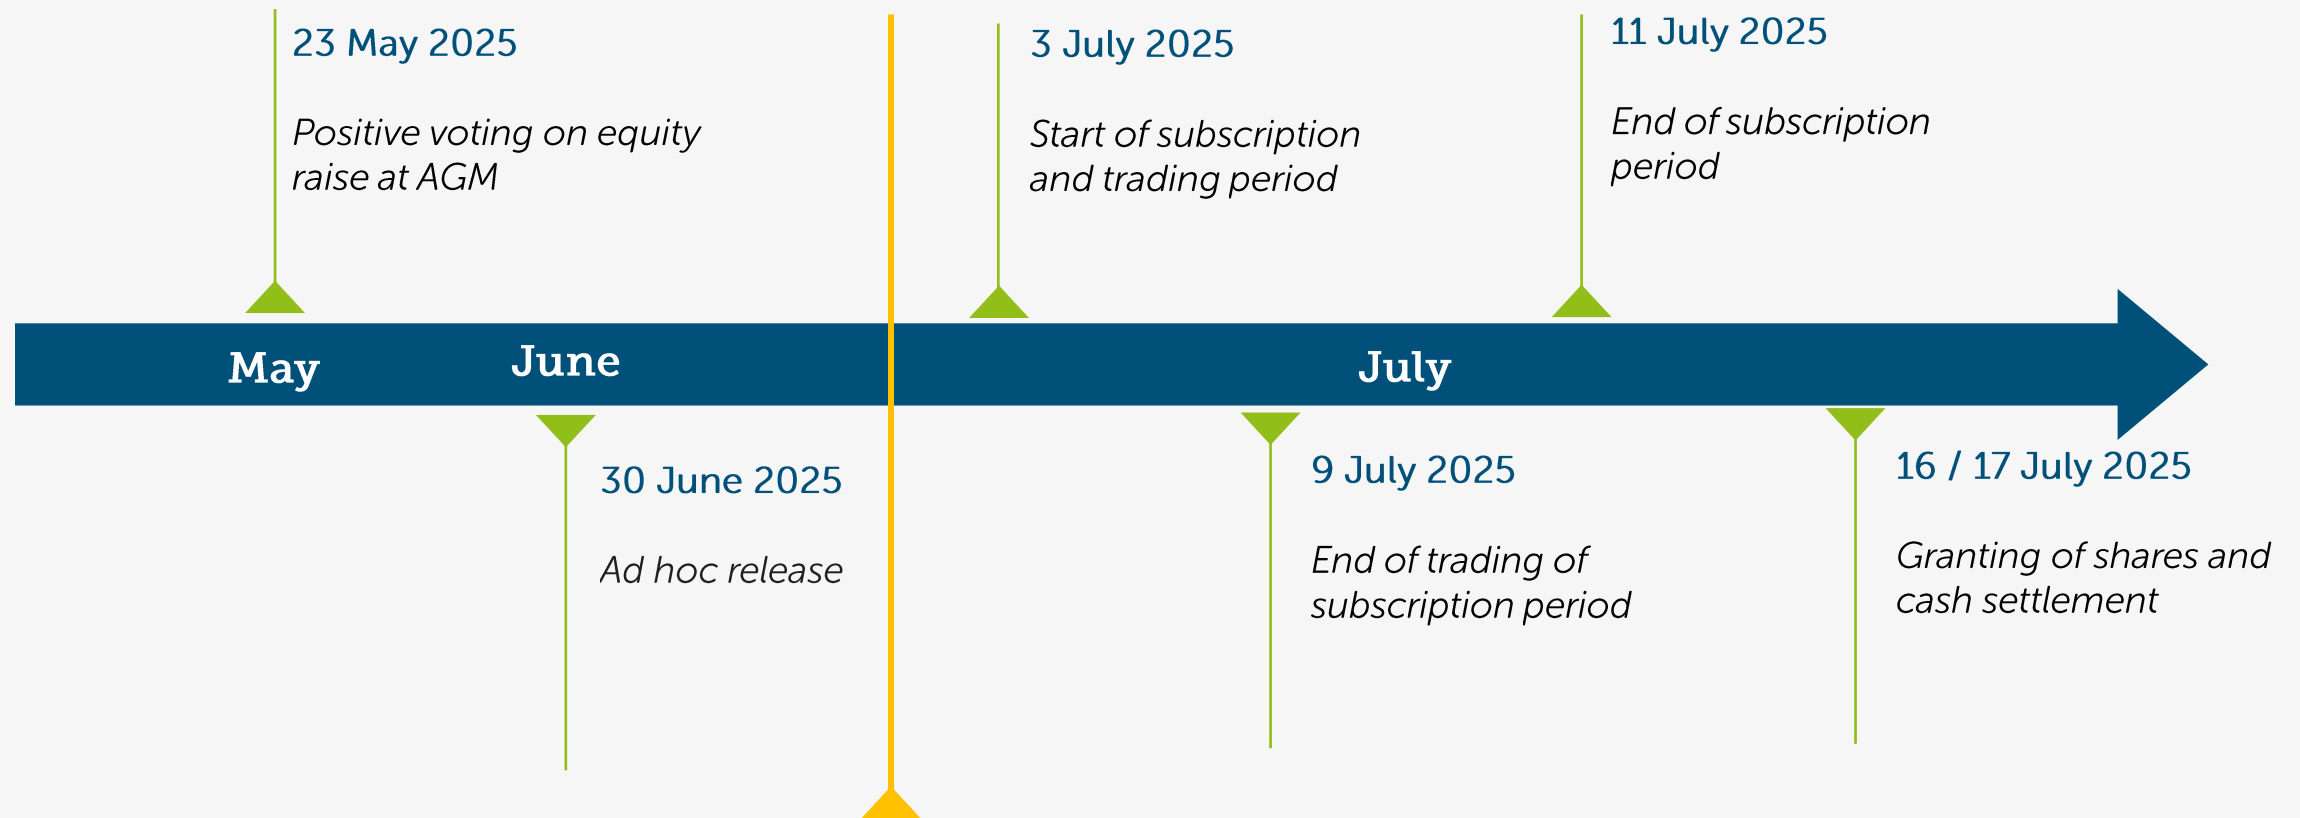 23 May 2025
Positive voting on equity
raise at AGM
3 July 2025
Start of subscription
and trading period
11 July 2025
End of subscription
period
May
June
July
30 June 2025
Ad hoc release
9 July 2025
End of trading of
subscription period
16 / 17 July 2025
Granting of shares and
cash settlement